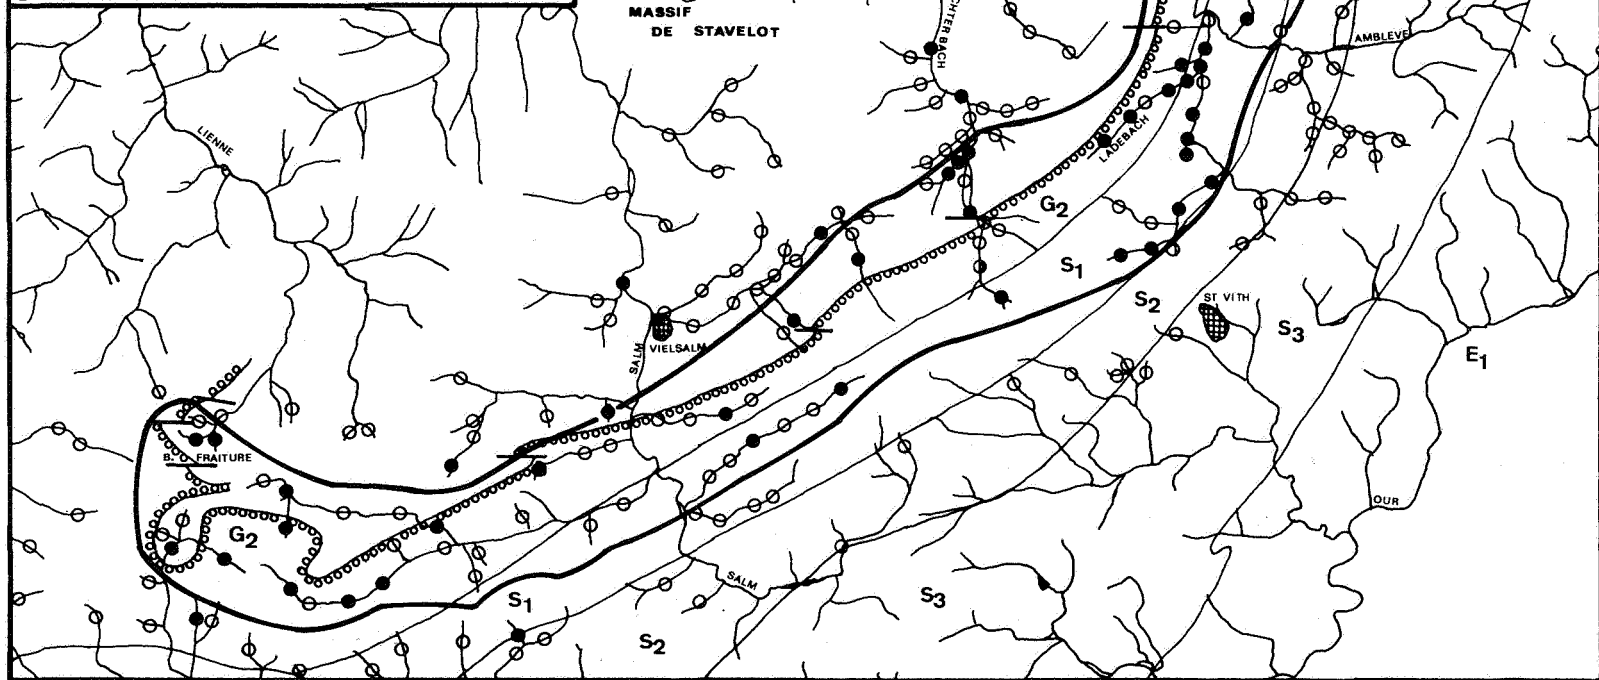 MASSIF
DE STAVELOT
AMBLEVE
LIENNE
LADEBACH
G2
S1
S2
ST VITH
S3
E1
SALM
VIELSALM
B. FRAITURE
OUR
G2
SALM
S1
S3
S2